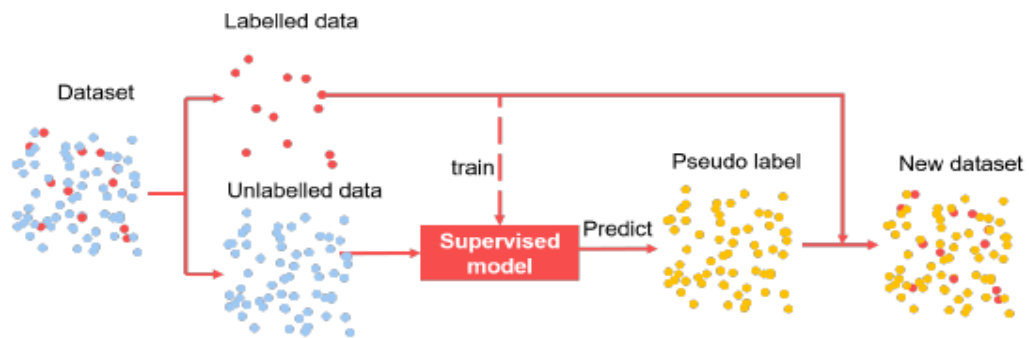 Labelled data
Dataset
train
Unlabelled data
Pseudo label
New dataset
Supervised
model
Predict